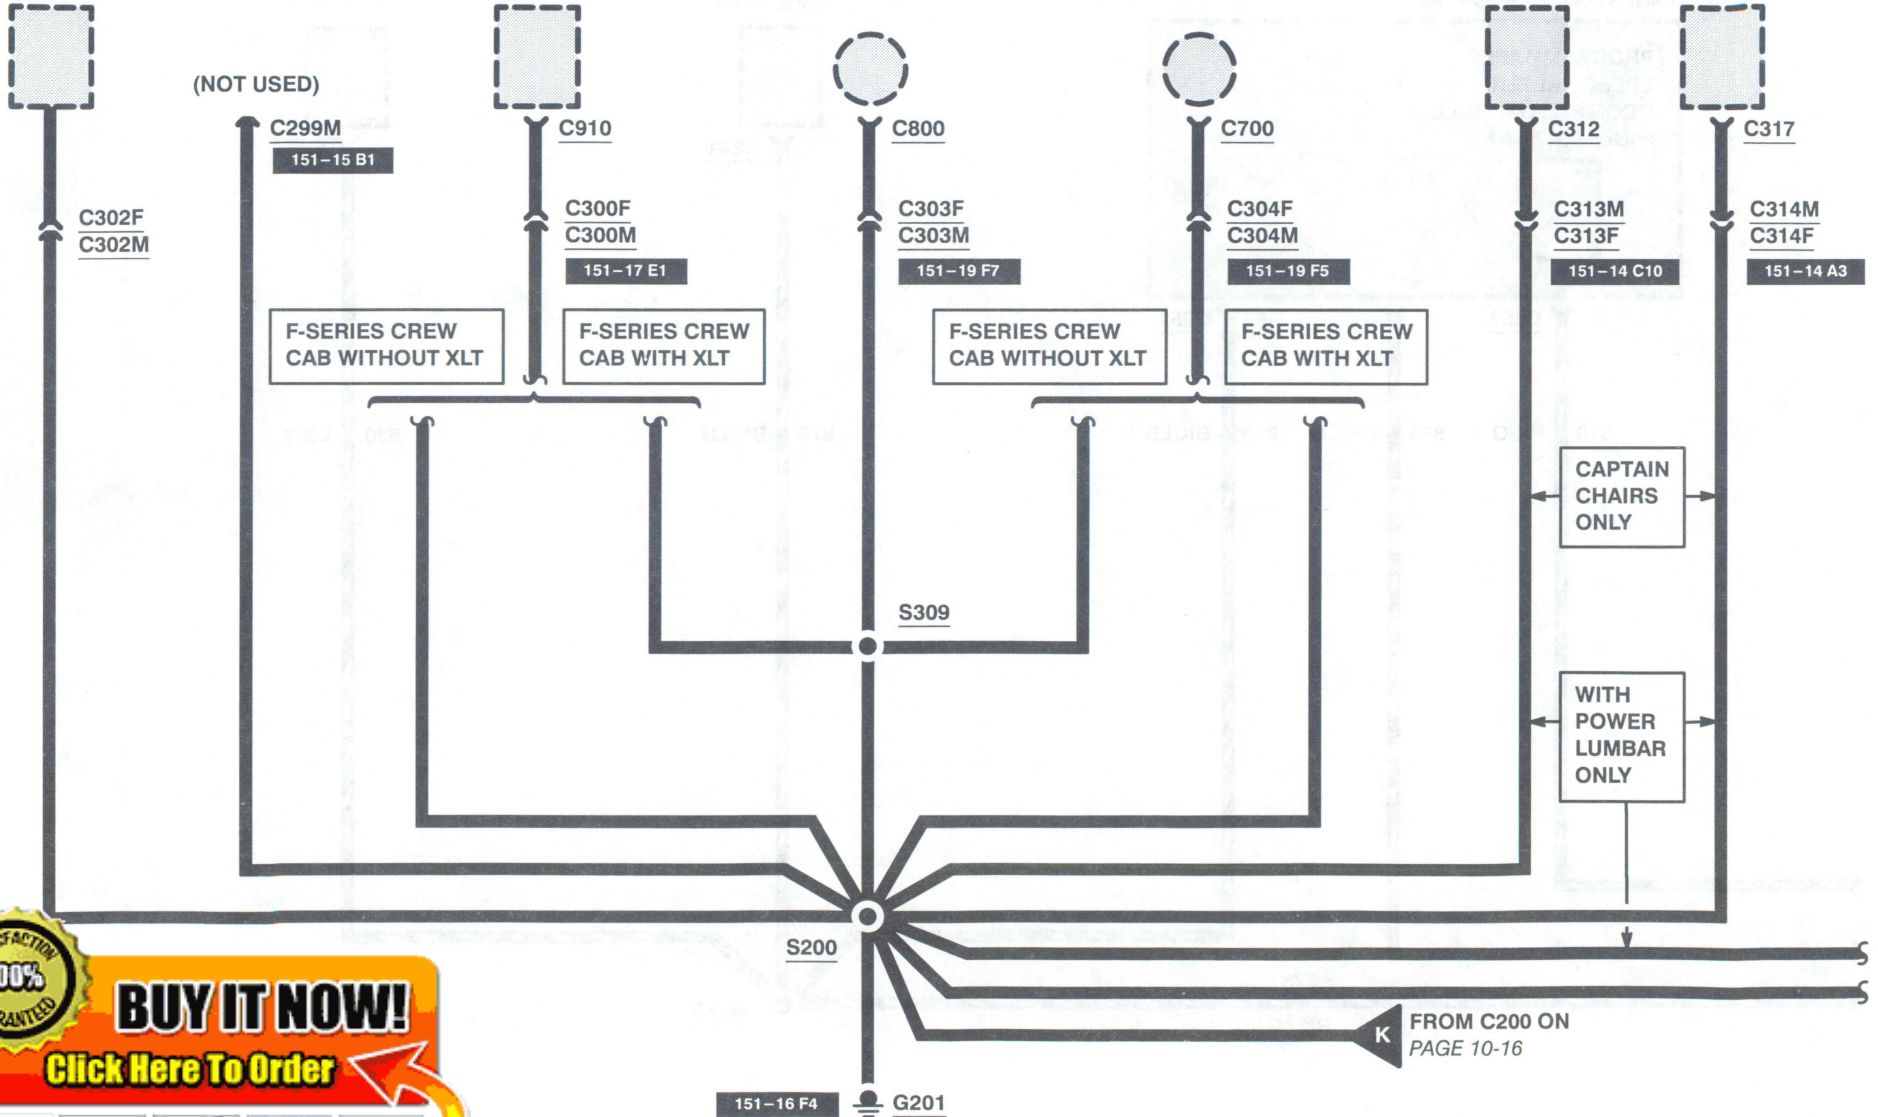 (NOT USED)
C299M
151–15 B1
C910
C800
C700
C312
C317
C302F
C302M
C300F
C300M
151–17 E1
C303F
C303M
151–19 F7
C304F
C304M
151–19 F5
C313M
C313F
151–14 C10
C314M
C314F
151–14 A3
F-SERIES CREW
CAB WITHOUT XLT
F-SERIES CREW
CAB WITH XLT
F-SERIES CREW
CAB WITHOUT XLT
F-SERIES CREW
CAB WITH XLT
CAPTAIN
CHAIRS
ONLY
S309
WITH
POWER
LUMBAR
ONLY
S200
K
FROM C200 ON
PAGE 10-16
151–16 F4
G201
BUY IT NOW!
Click Here To Order